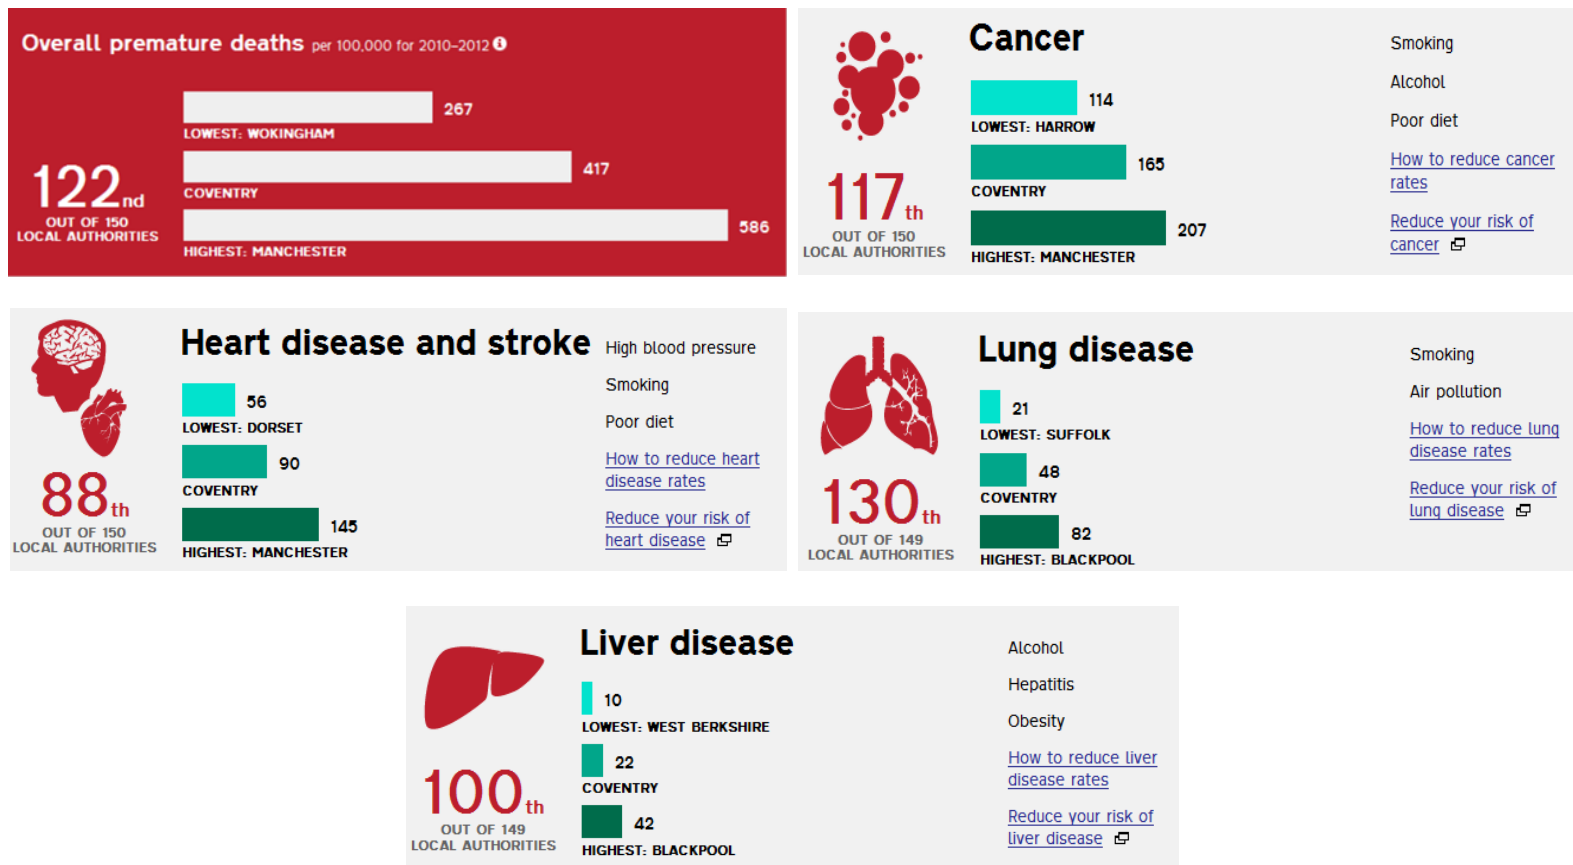 Overall premature deaths per 100,000 for 2010–2012
267
LOWEST: WOKINGHAM
417
COVENTRY
586
HIGHEST: MANCHESTER
122nd
OUT OF 150
LOCAL AUTHORITIES
Cancer
114
LOWEST: HARROW
165
COVENTRY
207
HIGHEST: MANCHESTER
117th
OUT OF 150
LOCAL AUTHORITIES
Smoking
Alcohol
Poor diet
How to reduce cancer
rates
Reduce your risk of
cancer
Heart disease and stroke
56
LOWEST: DORSET
90
COVENTRY
145
HIGHEST: MANCHESTER
88th
OUT OF 150
LOCAL AUTHORITIES
High blood pressure
Smoking
Poor diet
How to reduce heart
disease rates
Reduce your risk of
heart disease
Lung disease
21
LOWEST: SUFFOLK
48
COVENTRY
82
HIGHEST: BLACKPOOL
130th
OUT OF 149
LOCAL AUTHORITIES
Smoking
Air pollution
How to reduce lung
disease rates
Reduce your risk of
lung disease
Liver disease
10
LOWEST: WEST BERKSHIRE
22
COVENTRY
42
HIGHEST: BLACKPOOL
100th
OUT OF 149
LOCAL AUTHORITIES
Alcohol
Hepatitis
Obesity
How to reduce liver
disease rates
Reduce your risk of
liver disease